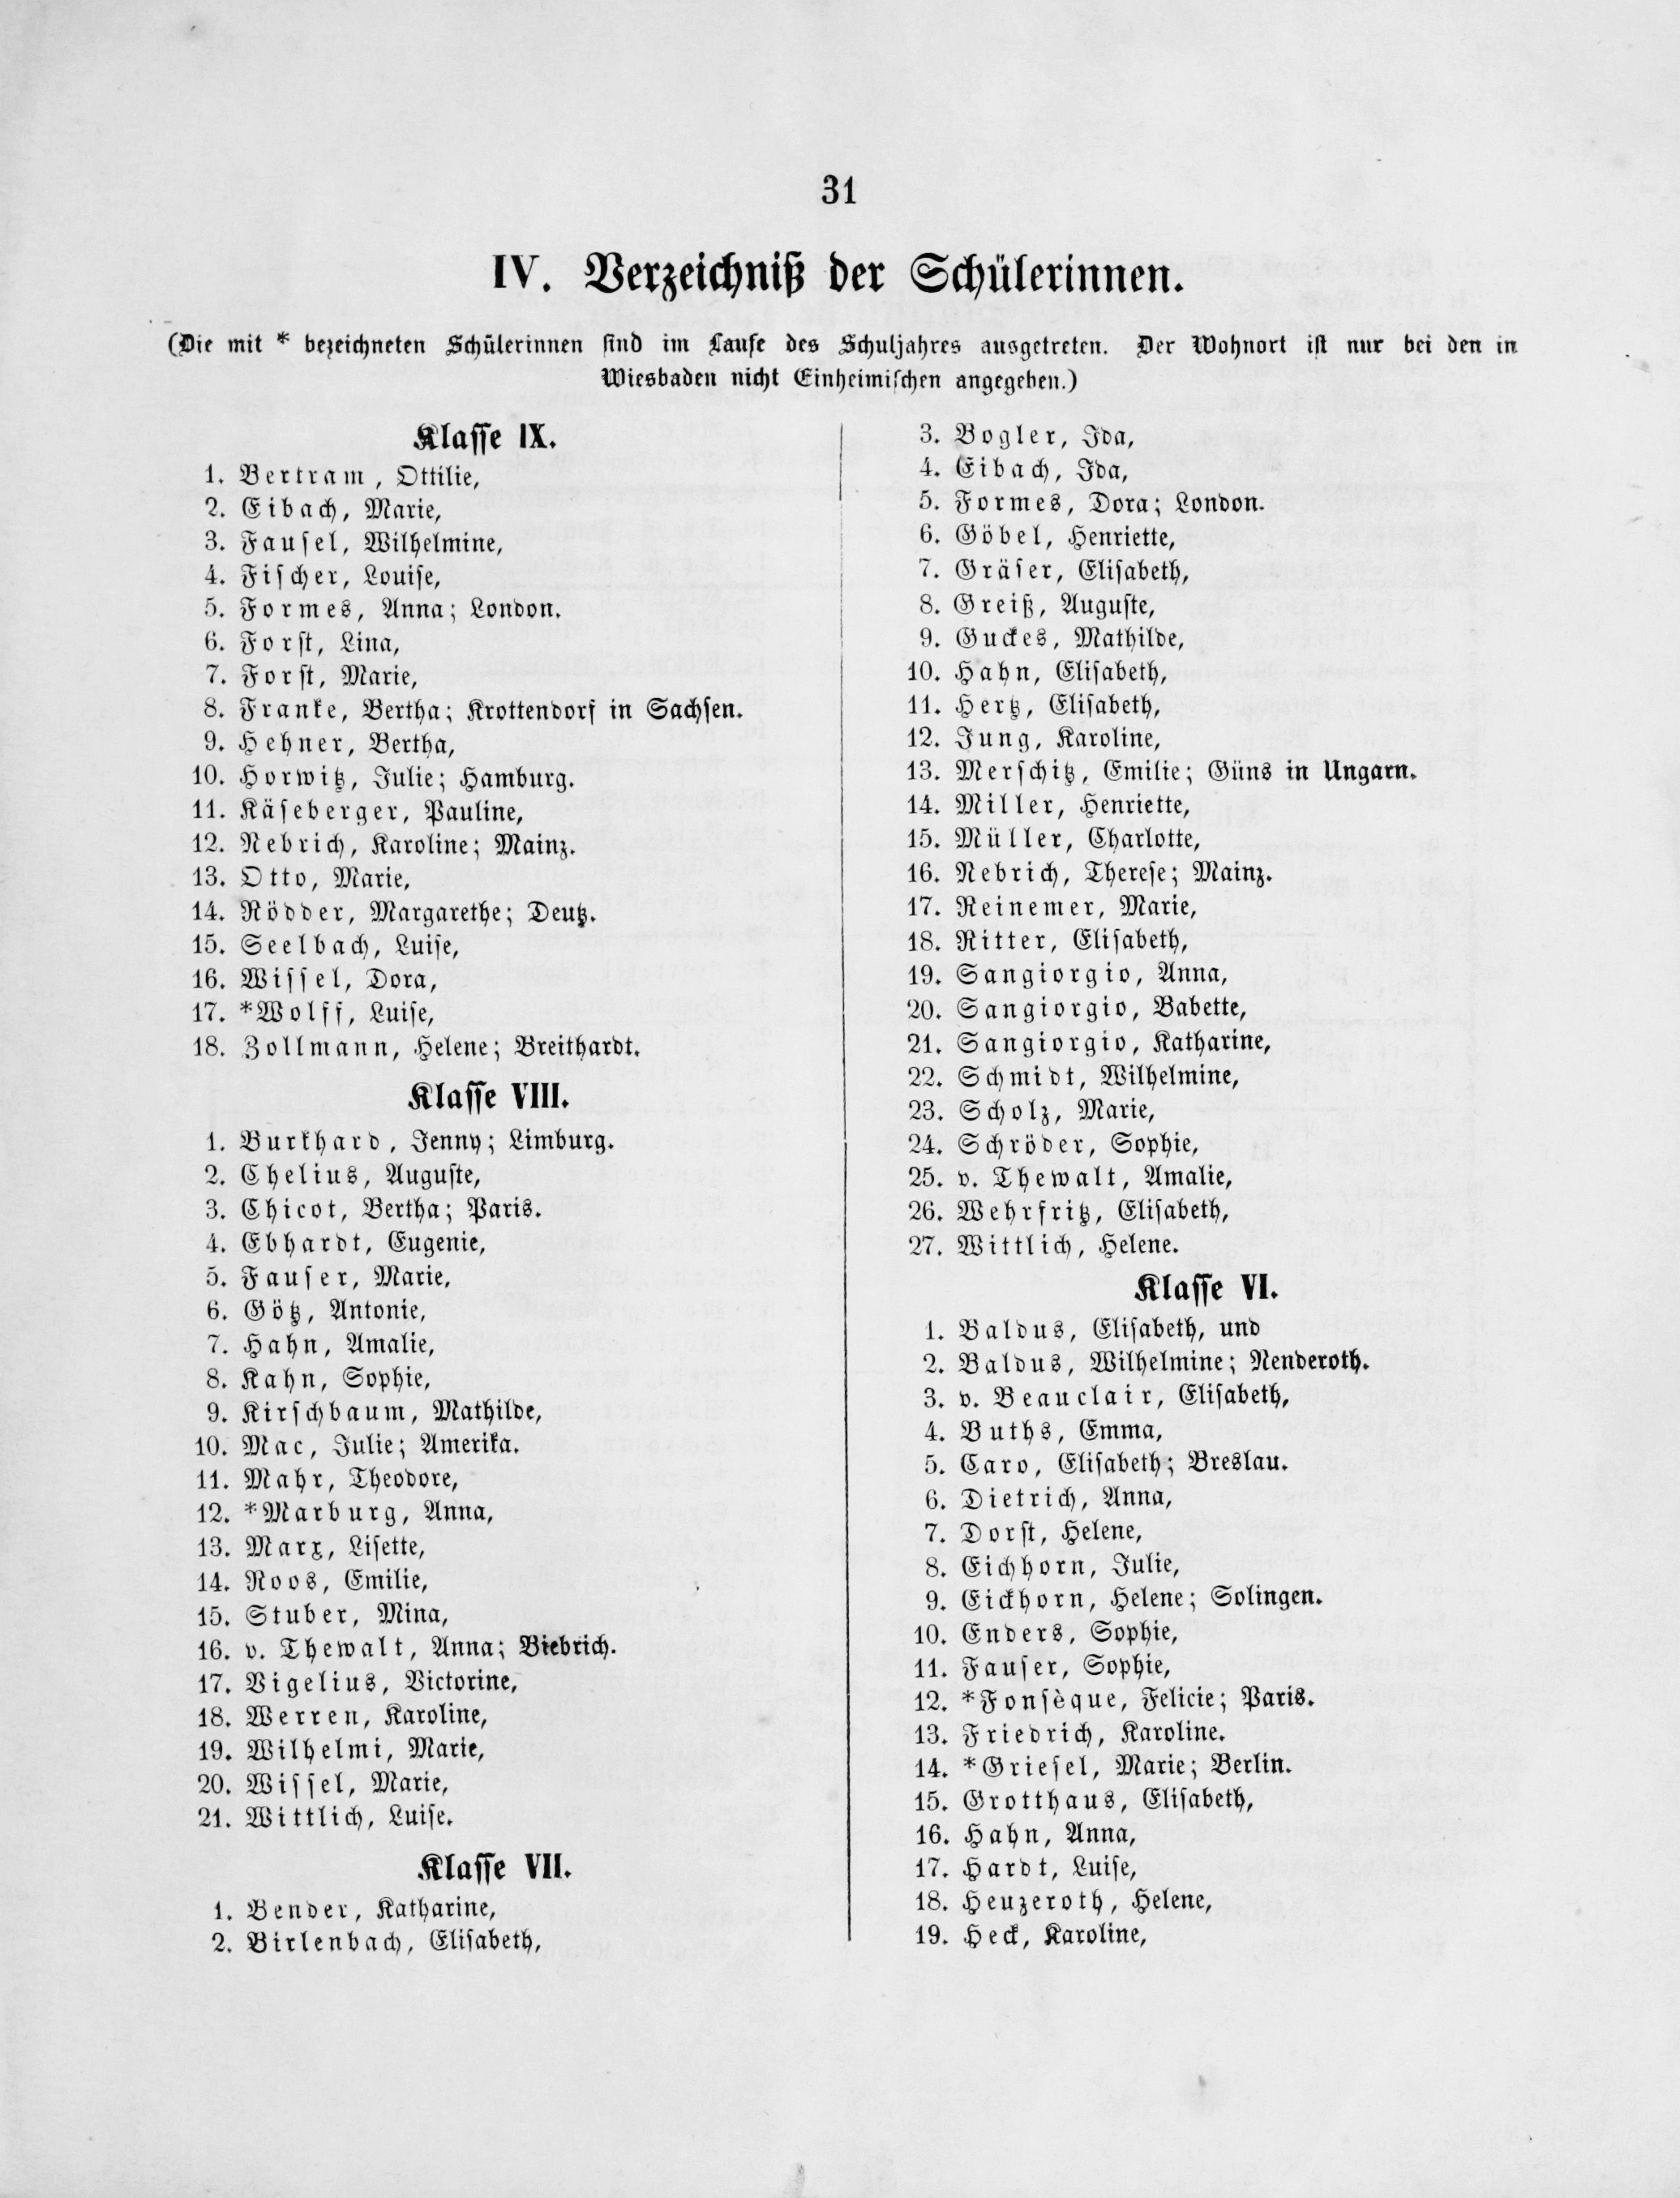 31
IV. Verzeichniß der Schülerinnen.
(Die mit * bezeichneten Schülerinnen sind im Laufe des Schuljahres ausgetreten. Der Wohnort ist nur bei den in
Wiesbaden nicht Einheimischen angegeben.)
Klasse IX.
1. Bertram, Ottilie,
2. Eibach, Marie,
3. Fausel, Wilhelmine,
4. Fischer, Louise,
5. Formes, Anna; London.
6. Forst, Lina,
7. Forst, Marie,
8. Franke, Bertha; Krottendorf in Sachsen.
9. Hehner, Bertha,
10. Horwitz, Julie; Hamburg.
11. Käseberger, Pauline,
12. Nebrich, Karoline; Mainz.
13. Otto, Marie,
14. Rödder, Margarethe; Deutz.
15. Seelbach, Luise,
16. Wissel, Dora,
17. *Wolff, Luise,
18. Zollmann, Helene; Breithardt.
Klasse VIII.
1. Burkhard, Jenny; Limburg.
2. Chelius, Auguste,
3. Chicot, Bertha; Paris.
4. Ebhardt, Eugenie,
5. Fauser, Marie,
6. Götz, Antonie,
7. Hahn, Amalie,
8. Kahn, Sophie,
9. Kirschbaum, Mathilde,
10. Mac, Julie; Amerika.
11. Mahr, Theodore,
12. *Marburg, Anna,
13. Marx, Lisette,
14. Roos, Emilie,
15. Stuber, Mina,
16. v. Thewalt, Anna; Biebrich.
17. Vigelius, Victorine,
18. Werren, Karoline,
19. Wilhelmi, Marie,
20. Wissel, Marie,
21. Wittlich, Luise.
Klasse VII.
1. Bender, Katharine,
2. Birlenbach, Elisabeth,
3. Bogler, Ida,
4. Eibach, Ida,
5. Formes, Dora; London.
6. Göbel, Henriette,
7. Gräser, Elisabeth,
8. Greiß, Auguste,
9. Guckes, Mathilde,
10. Hahn, Elisabeth,
11. Hertz, Elisabeth,
12. Jung, Karoline,
13. Merschitz, Emilie; Güns in Ungarn.
14. Miller, Henriette,
15. Müller, Charlotte,
16. Nebrich, Therese; Mainz.
17. Reinemer, Marie,
18. Ritter, Elisabeth,
19. Sangiorgio, Anna,
20. Sangiorgio, Babette,
21. Sangiorgio, Katharine,
22. Schmidt, Wilhelmine,
23. Scholz, Marie,
24. Schröder, Sophie,
25. v. Thewalt, Amalie,
26. Wehrfritz, Elisabeth,
27. Wittlich, Helene.
Klasse VI.
1. Baldus, Elisabeth, und
2. Baldus, Wilhelmine; Nenderoth.
3. v. Beauclair, Elisabeth,
4. Buths, Emma,
5. Caro, Elisabeth; Breslau.
6. Dietrich, Anna,
7. Dorst, Helene,
8. Eichhorn, Julie,
9. Eickhorn, Helene; Solingen.
10. Enders, Sophie,
11. Fauser, Sophie,
12. *Fonsèque, Felicie; Paris.
13. Friedrich, Karoline.
14. *Griesel, Marie; Berlin.
15. Grotthaus, Elisabeth,
16. Hahn, Anna,
17. Hardt, Luise,
18. Heuzeroth, Helene,
19. Heck, Karoline,